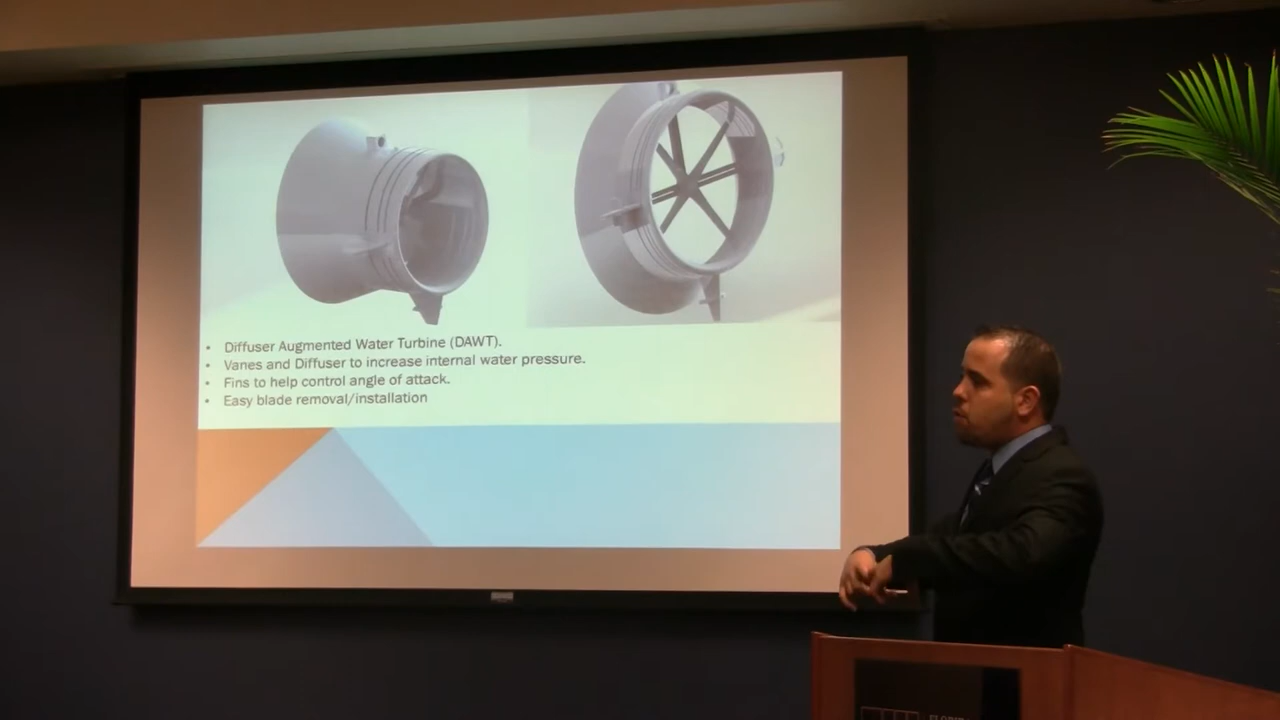 • Diffuser Augmented Water Turbine (DAWT).
• Vanes and Diffuser to increase internal water pressure.
• Fins to help control angle of attack.
• Easy blade removal/installation